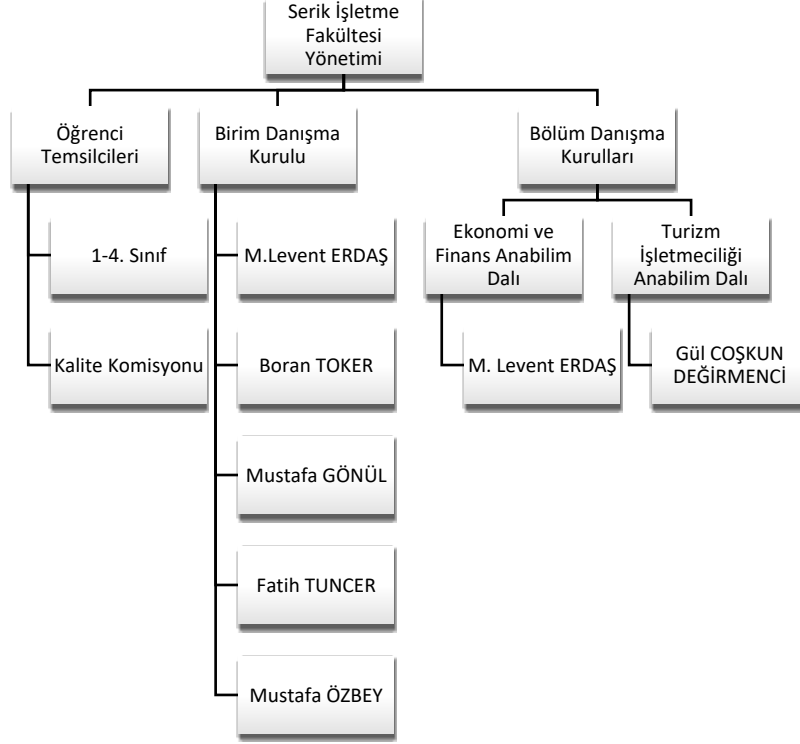 Serik İşletme
Fakültesi
Yönetimi
Öğrenci
Temsilcileri
1-4. Sınıf
Kalite Komisyonu
Birim Danışma
Kurulu
M.Levent ERDAŞ
Boran TOKER
Mustafa GÖNÜL
Fatih TUNCER
Mustafa ÖZBEY
Bölüm Danışma
Kurulları
Ekonomi ve
Finans Anabilim
Dalı
M. Levent ERDAŞ
Turizm
İşletmeciliği
Anabilim Dalı
Gül COŞKUN
DEĞİRMENCİ